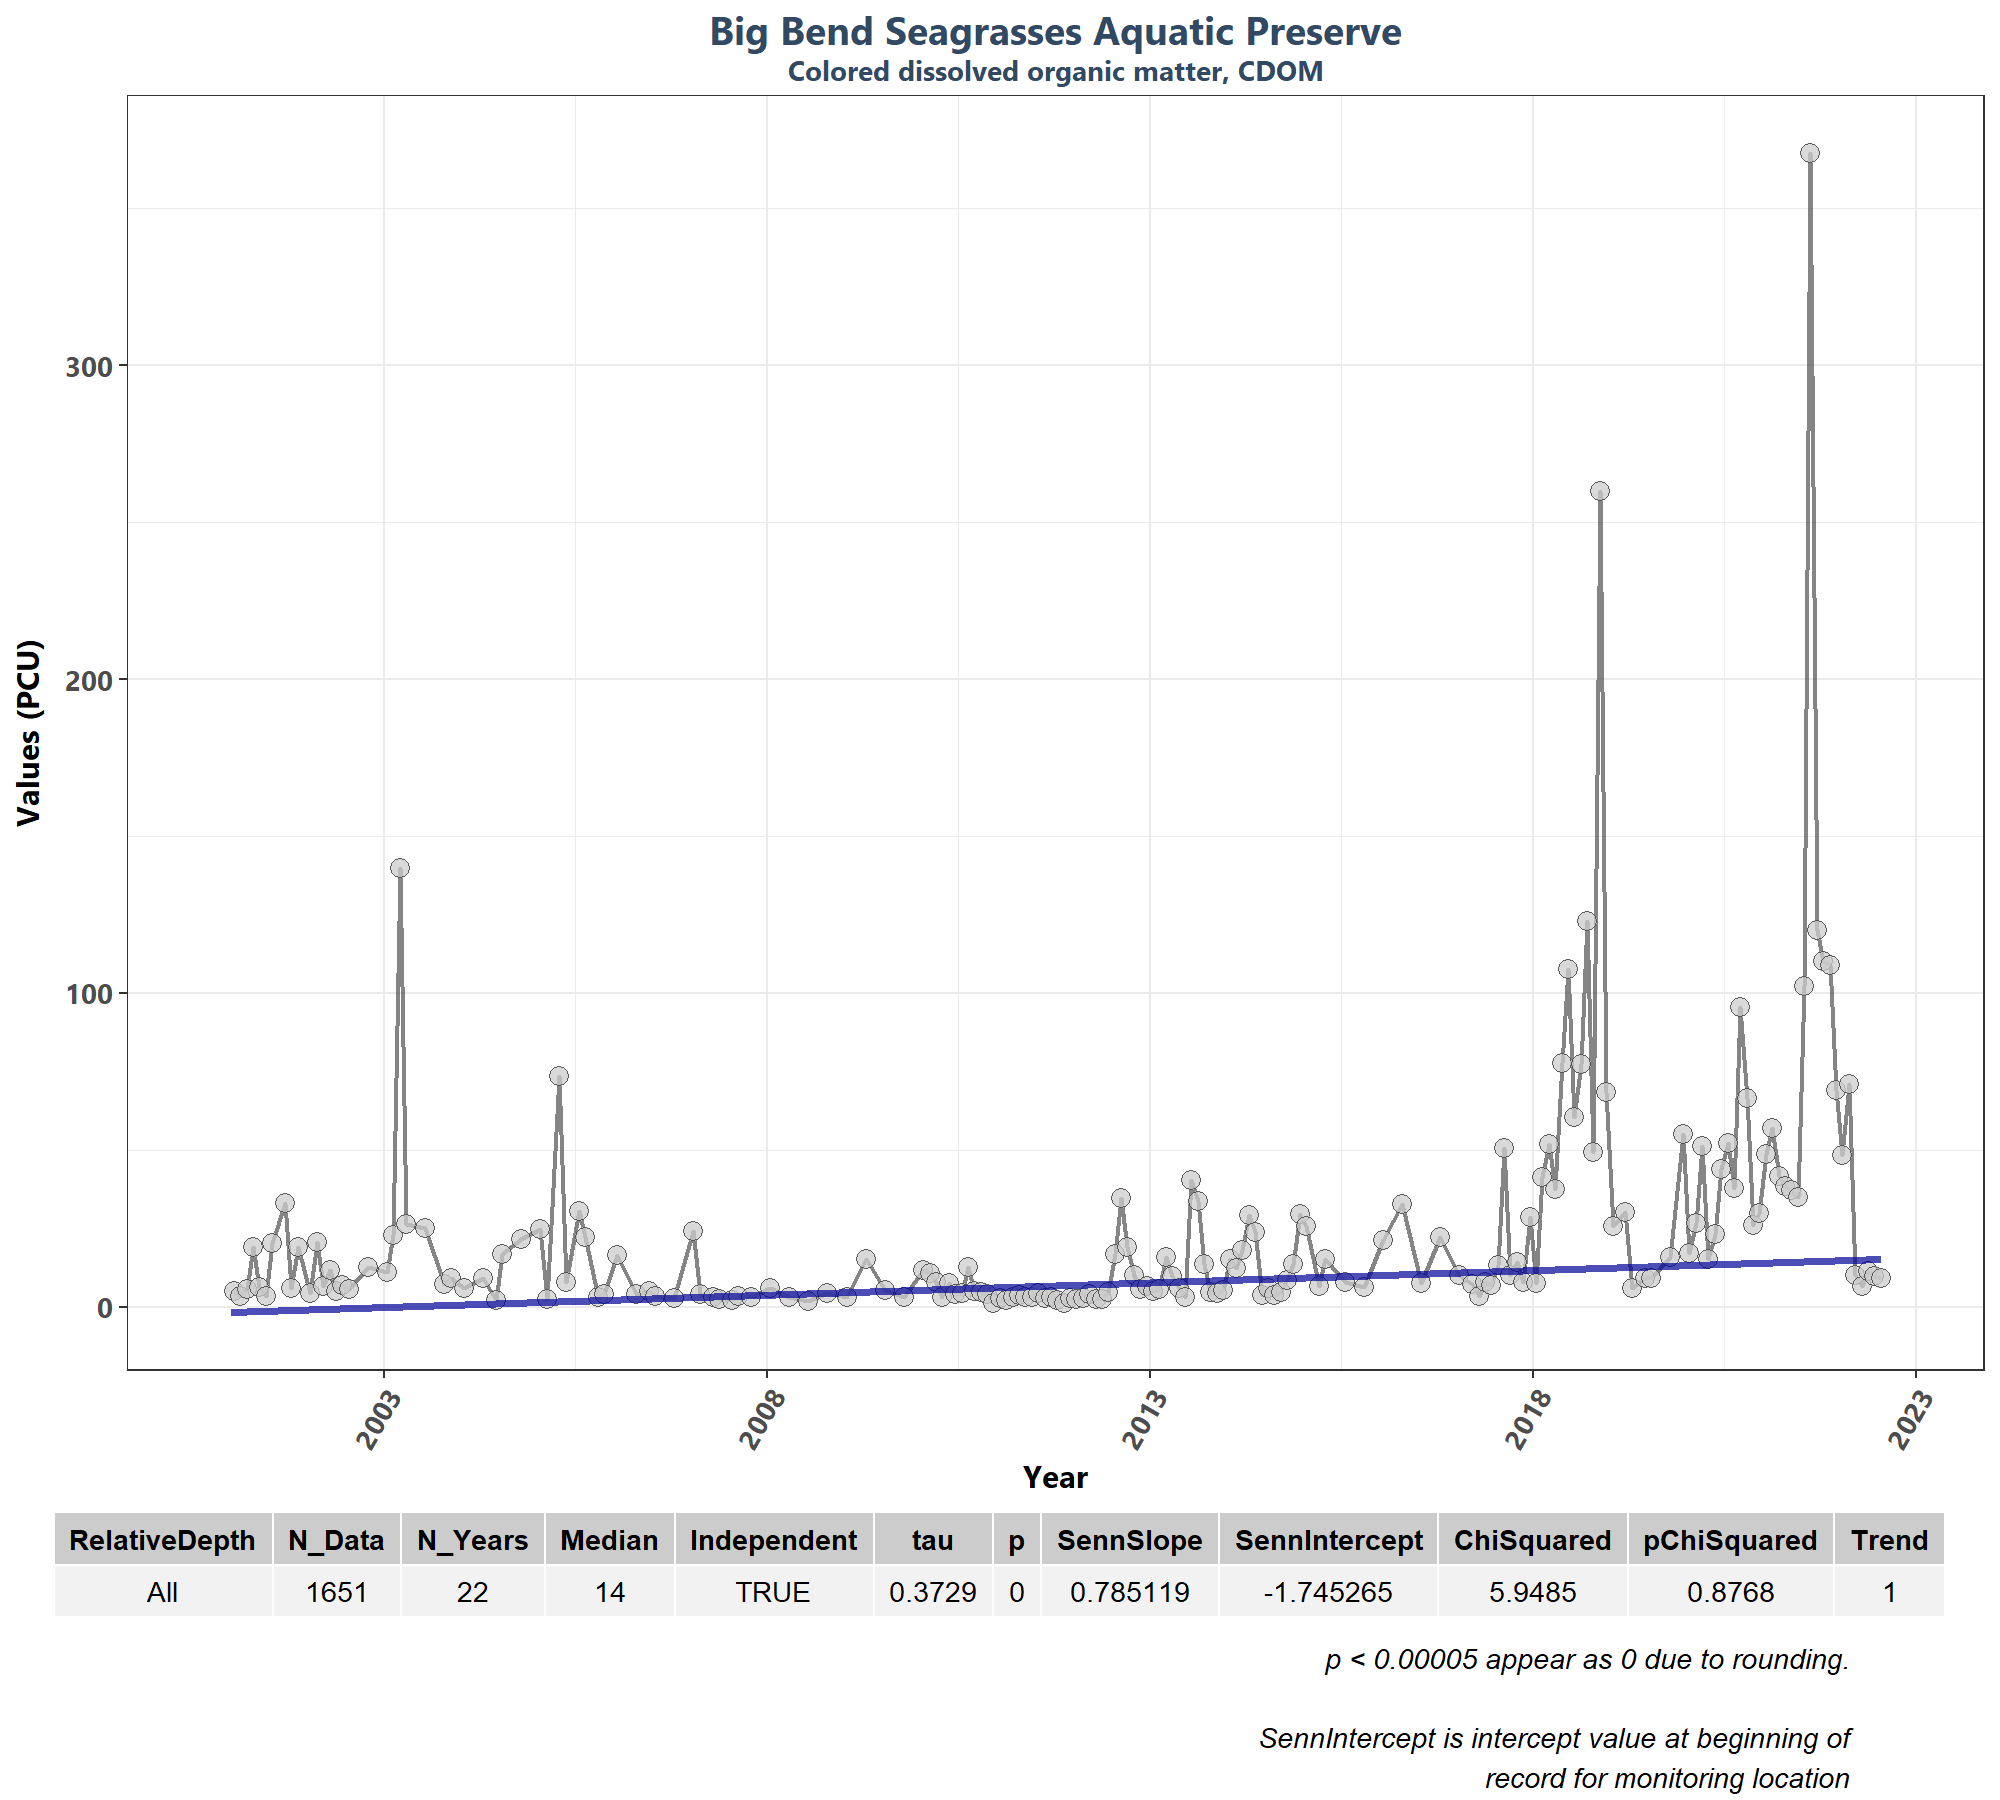 Big Bend Seagrasses Aquatic Preserve
Colored dissolved organic matter, CDOM
Values (PCU)
300
200
100
0
2003 2008 2013 2018 2023
Year
RelativeDepth N_Data N_Years Median Independent tau p SennSlope SennIntercept ChiSquared pChiSquared Trend
All 1651 22 14 TRUE 0.3729 0 0.785119 -1.745265 5.9485 0.8768 1
p < 0.00005 appear as 0 due to rounding.
SennIntercept is intercept value at beginning of
record for monitoring location